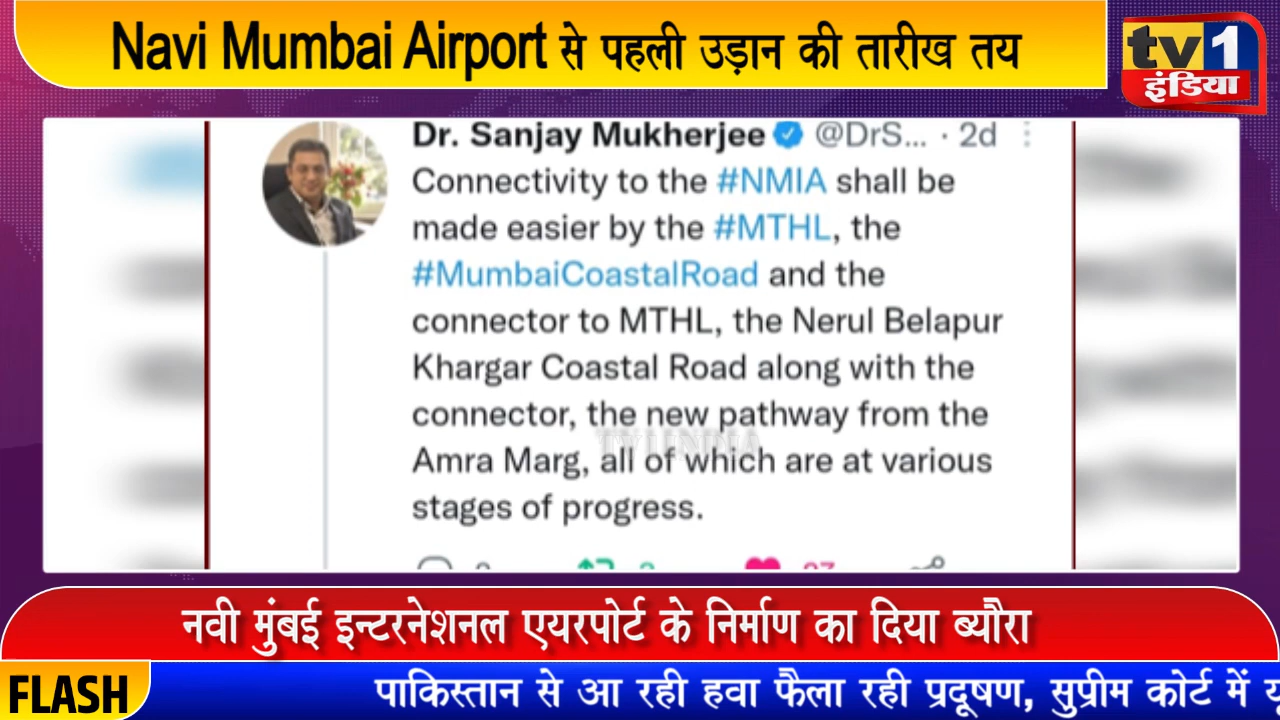 Navi Mumbai Airport से पहली उड़ान की तारीख तय
tv1
इंडिया
Dr. Sanjay Mukherjee @DrS... · 2d
Connectivity to the #NMIA shall be
made easier by the #MTHL, the
#MumbaiCoastalRoad and the
connector to MTHL, the Nerul Belapur
Khargar Coastal Road along with the
connector, the new pathway from the
TV1 INDIA
Amra Marg, all of which are at various
stages of progress.
नवी मुंबई इन्टरनेशनल एयरपोर्ट के निर्माण का दिया ब्यौरा
FLASH
पाकिस्तान से आ रही हवा फैला रही प्रदूषण, सुप्रीम कोर्ट में